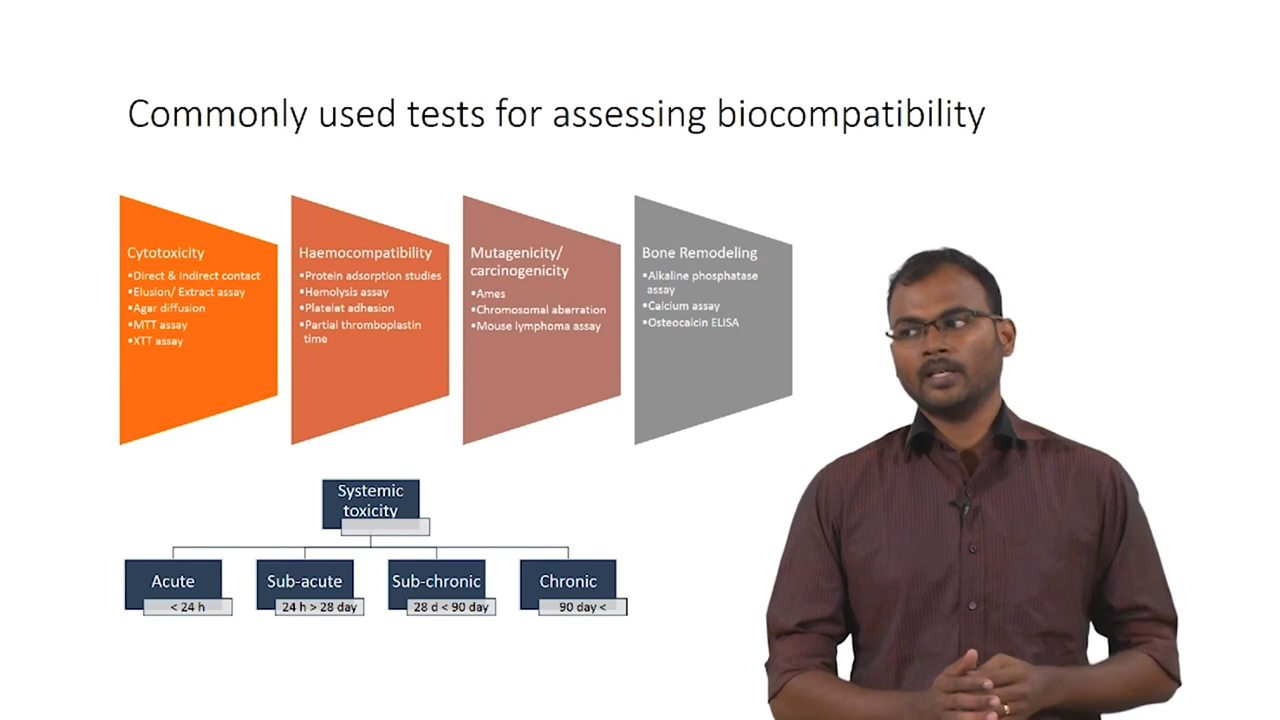 Commonly used tests for assessing biocompatibility
Cytotoxicity
▪Direct & Indirect contact
▪Elusion/ Extract assay
▪Agar diffusion
▪MTT assay
▪XTT assay
Haemocompatibility
▪Protein adsorption studies
▪Hemolysis assay
▪Platelet adhesion
▪Partial thromboplastin
time
Mutagenicity/
carcinogenicity
▪Ames
▪Chromosomal aberration
▪Mouse lymphoma assay
Bone Remodeling
▪Alkaline phosphatase
assay
▪Calcium assay
▪Osteocalcin ELISA
Systemic
toxicity
Acute
< 24 h
Sub-acute
24 h > 28 day
Sub-chronic
28 d < 90 day
Chronic
90 day <